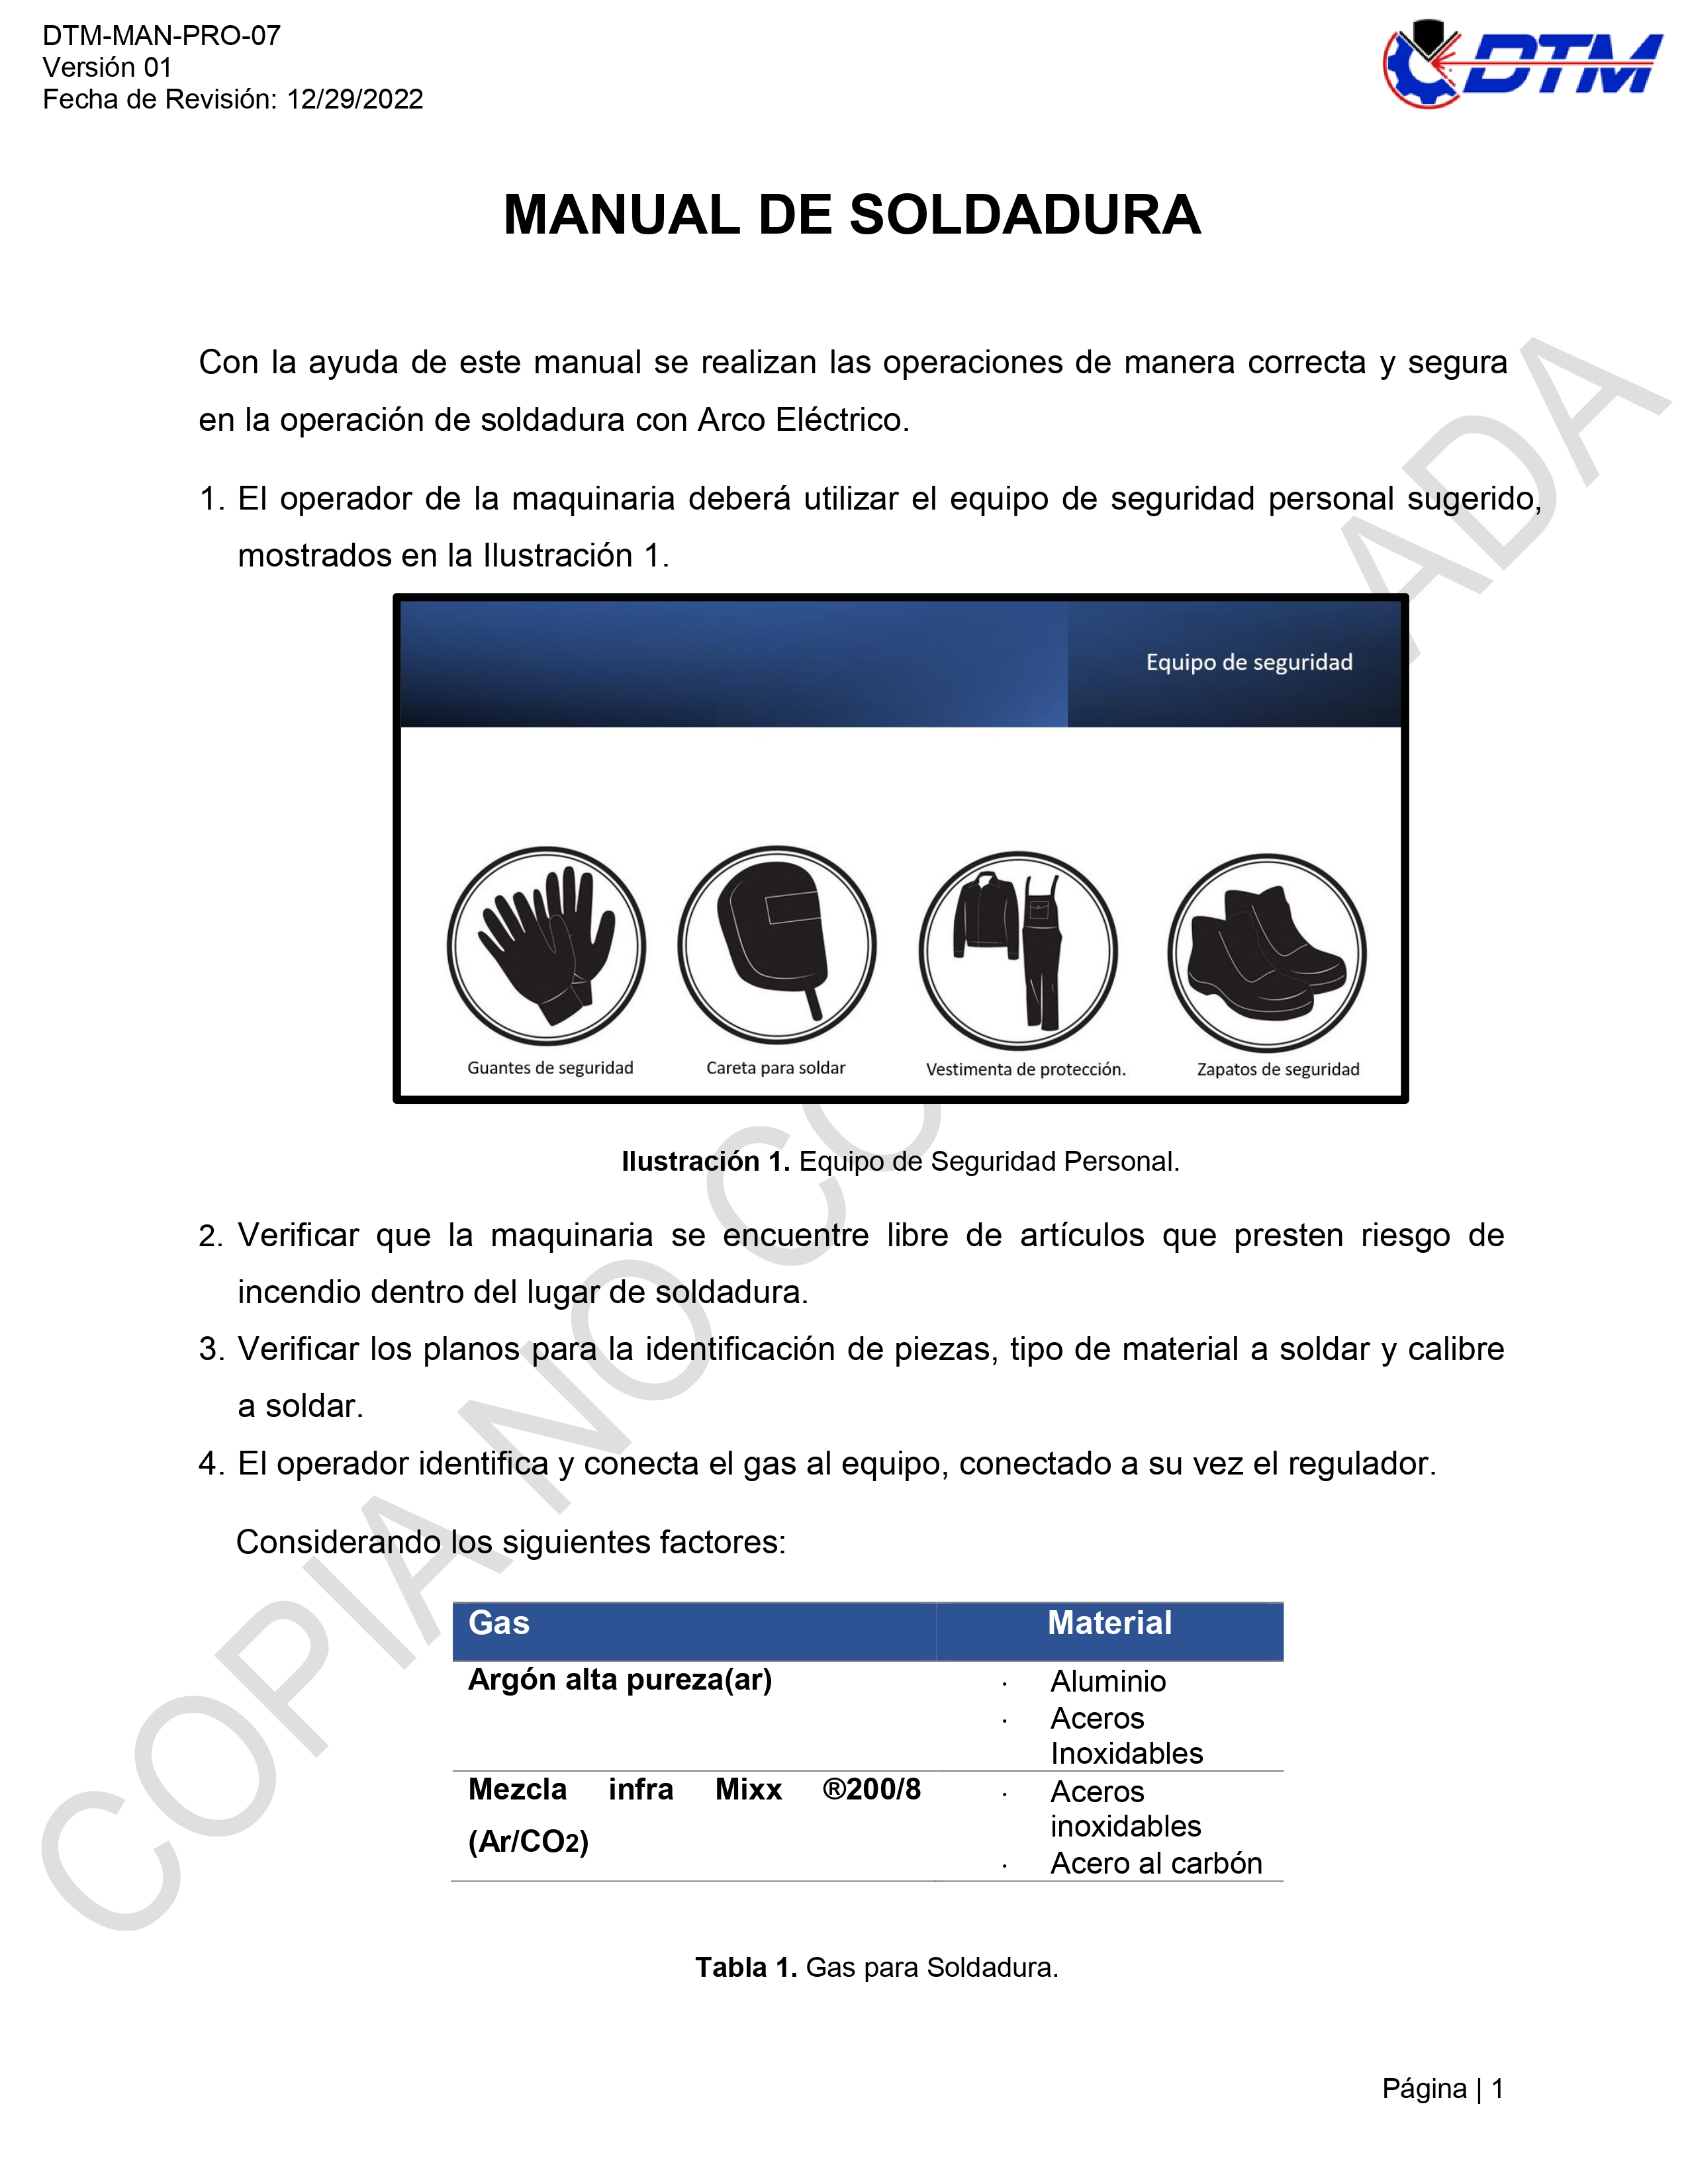 DTM-MAN-PRO-07
Versión 01
Fecha de Revisión: 12/29/2022
DTM
MANUAL DE SOLDADURA
Con la ayuda de este manual se realizan las operaciones de manera correcta y segura
en la operación de soldadura con Arco Eléctrico.
1. El operador de la maquinaria deberá utilizar el equipo de seguridad personal sugerido,
mostrados en la Ilustración 1.
Equipo de seguridad
Guantes de seguridad
Careta para soldar
Vestimenta de protección.
Zapatos de seguridad
Ilustración 1. Equipo de Seguridad Personal.
2. Verificar que la maquinaria se encuentre libre de artículos que presten riesgo de
incendio dentro del lugar de soldadura.
3. Verificar los planos para la identificación de piezas, tipo de material a soldar y calibre
a soldar.
4. El operador identifica y conecta el gas al equipo, conectado a su vez el regulador.
Considerando los siguientes factores:
Gas Material
Argón alta pureza(ar)
· Aluminio
· Aceros
Inoxidables
Mezcla infra Mixx ®200/8
(Ar/CO2)
· Aceros
inoxidables
· Acero al carbón
Tabla 1. Gas para Soldadura.
Página | 1
COPIA NO CO ADA